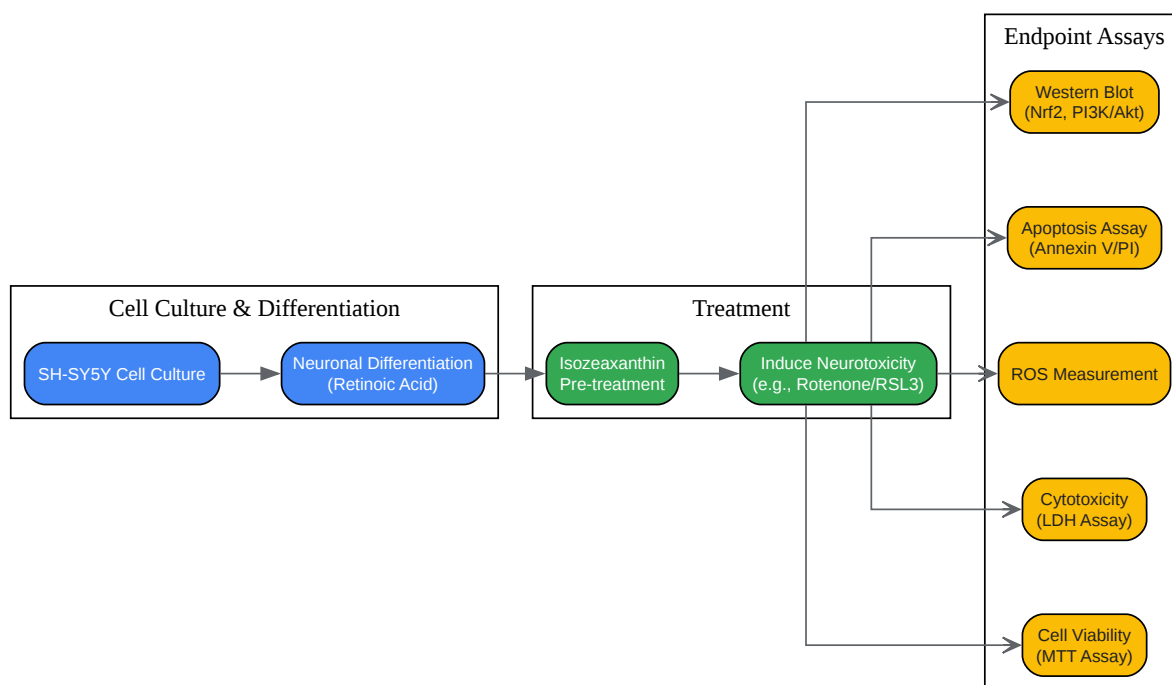 Cell Culture & Differentiation
SH-SY5Y Cell Culture
Neuronal Differentiation
(Retinoic Acid)
Treatment
Isozeaxanthin
Pre-treatment
Induce Neurotoxicity
(e.g., Rotenone/RSL3)
Endpoint Assays
Western Blot
(Nrf2, PI3K/Akt)
Apoptosis Assay
(Annexin V/PI)
ROS Measurement
Cytotoxicity
(LDH Assay)
Cell Viability
(MTT Assay)